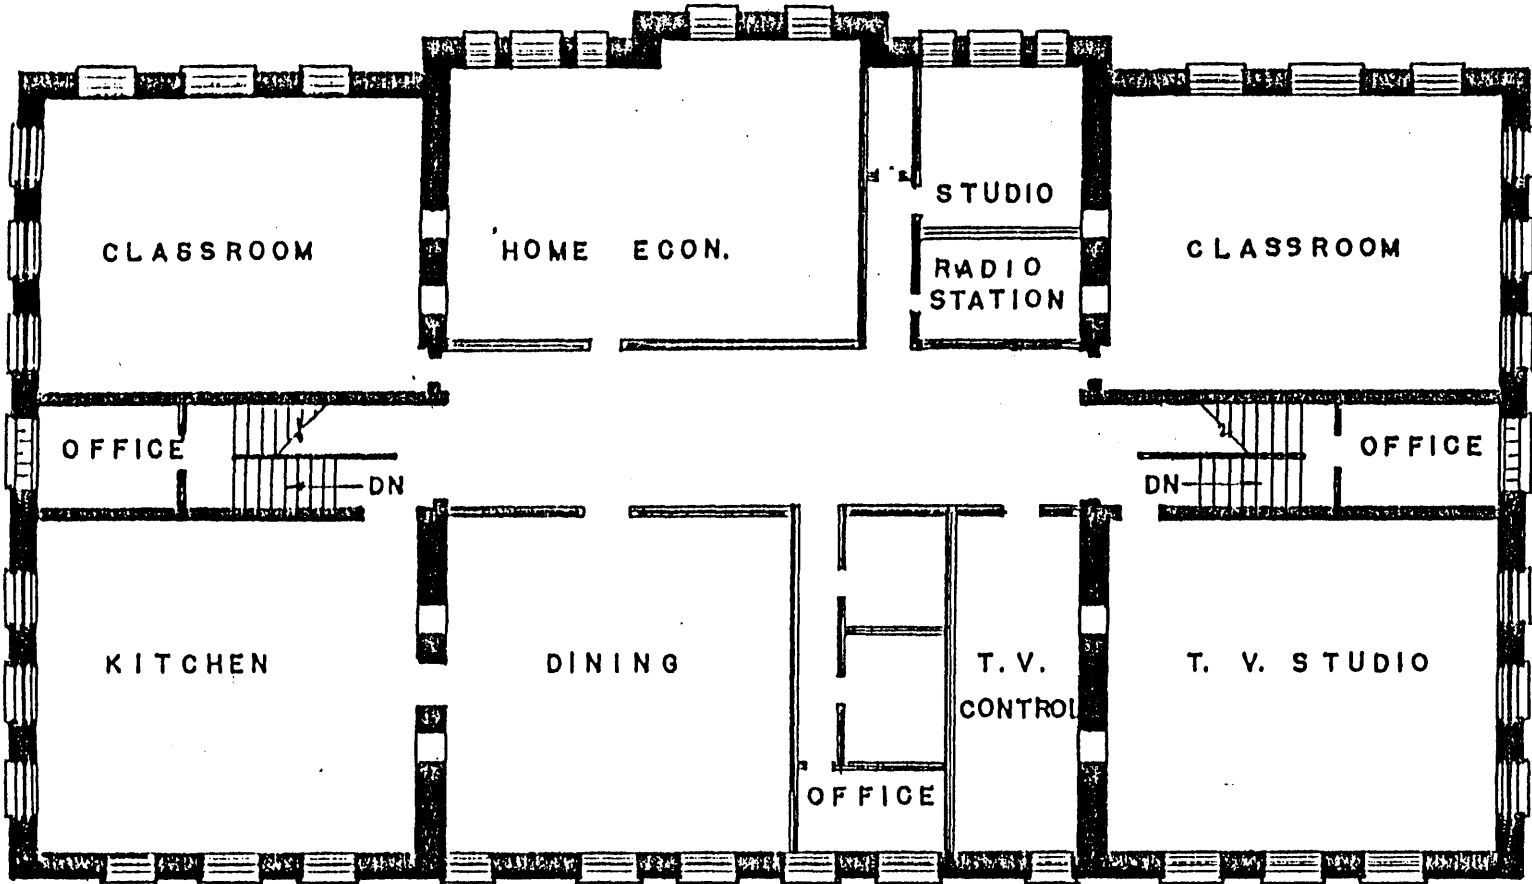 STUDIO
CLASSROOM
HOME ECON.
RADIO
STATION
CLASSROOM
OFFICE
DN
DN
OFFICE
KITCHEN
DINING
T.V.
CONTROL
T. V. STUDIO
OFFICE